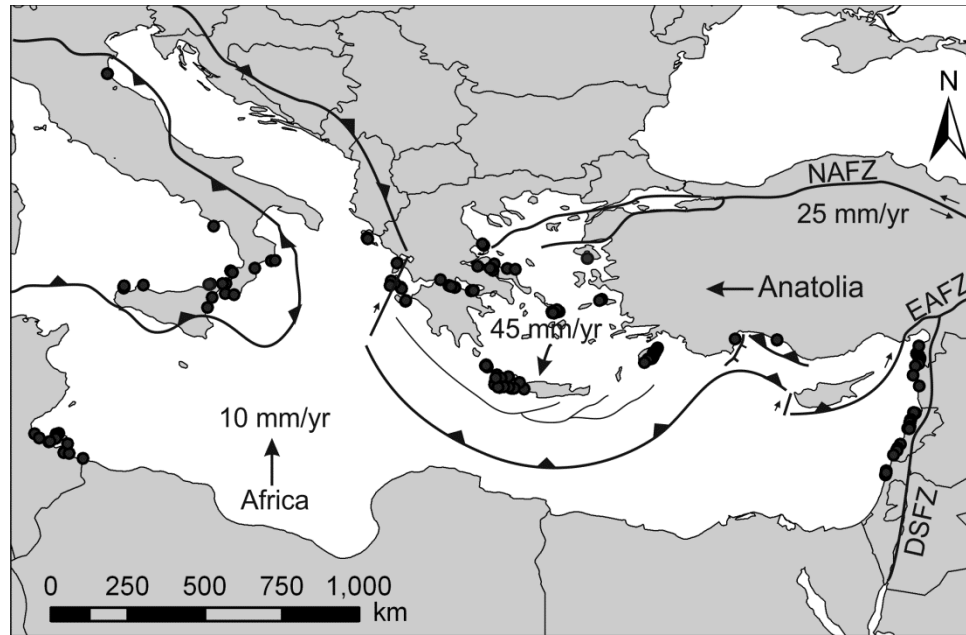 N
NAFZ
25 mm/yr
Anatolia
EAFZ
45 mm/yr
10 mm/yr
Africa
DSFZ
0 250 500 750 1,000
km